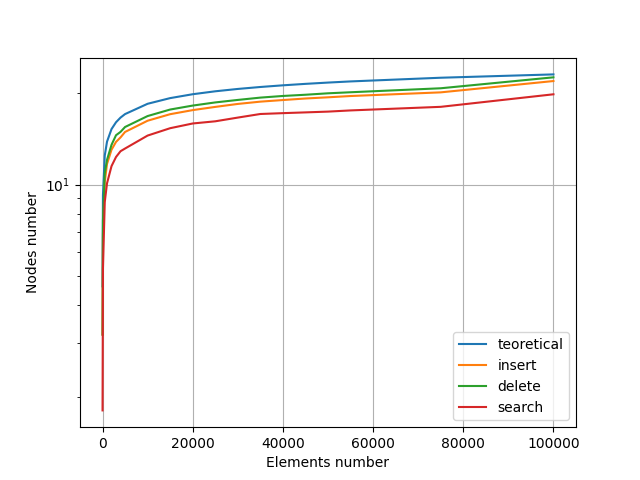 10¹
Nodes number
teoretical
insert
delete
search
0 20000 40000 60000 80000 100000
Elements number